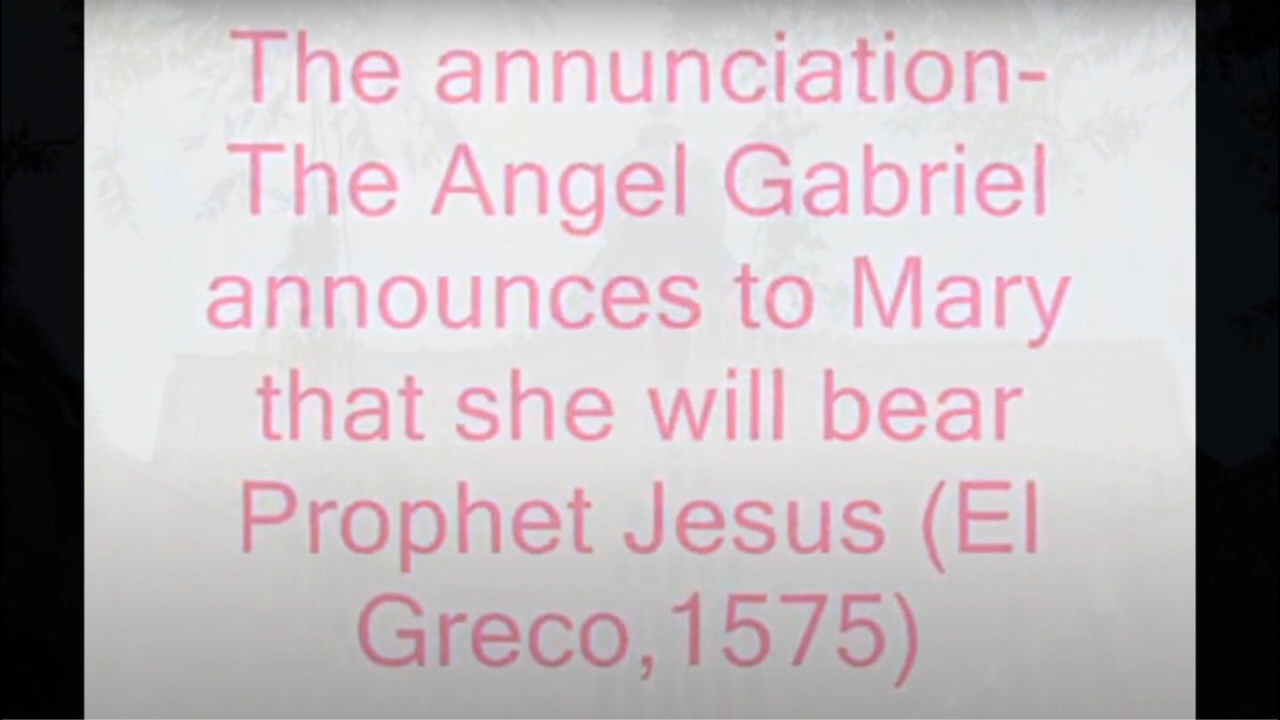 The annunciation-
The Angel Gabriel
announces to Mary
that she will bear
Prophet Jesus (El
Greco,1575)